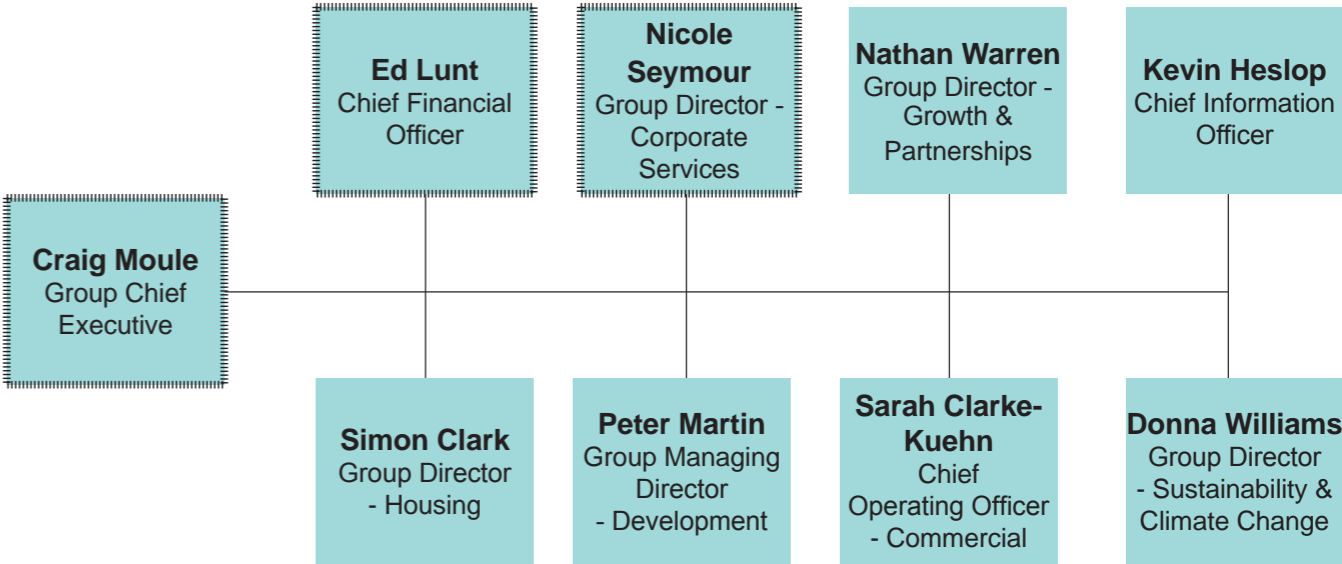 Ed Lunt
Chief Financial
Officer
Nicole
Seymour
Group Director -
Corporate
Services
Nathan Warren
Group Director -
Growth &
Partnerships
Kevin Heslop
Chief Information
Officer
Craig Moule
Group Chief
Executive
Simon Clark
Group Director
- Housing
Peter Martin
Group Managing
Director
- Development
Sarah Clarke-
Kuehn
Chief
Operating Officer
- Commercial
Donna Williams
Group Director
- Sustainability &
Climate Change